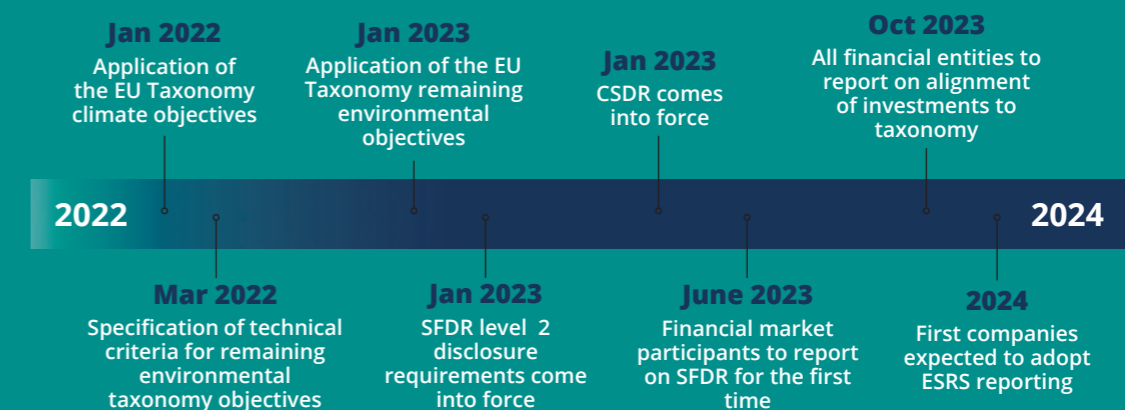 Jan 2022
Application of
the EU Taxonomy
climate objectives
Jan 2023
Application of the EU
Taxonomy remaining
environmental
objectives
Jan 2023
CSDR comes
into force
Oct 2023
All financial entities to
report on alignment
of investments to
taxonomy
2022
2024
Mar 2022
Specification of technical
criteria for remaining
environmental
taxonomy objectives
Jan 2023
SFDR level 2
disclosure
requirements come
into force
June 2023
Financial market
participants to report
on SFDR for the first
time
2024
First companies
expected to adopt
ESRS reporting